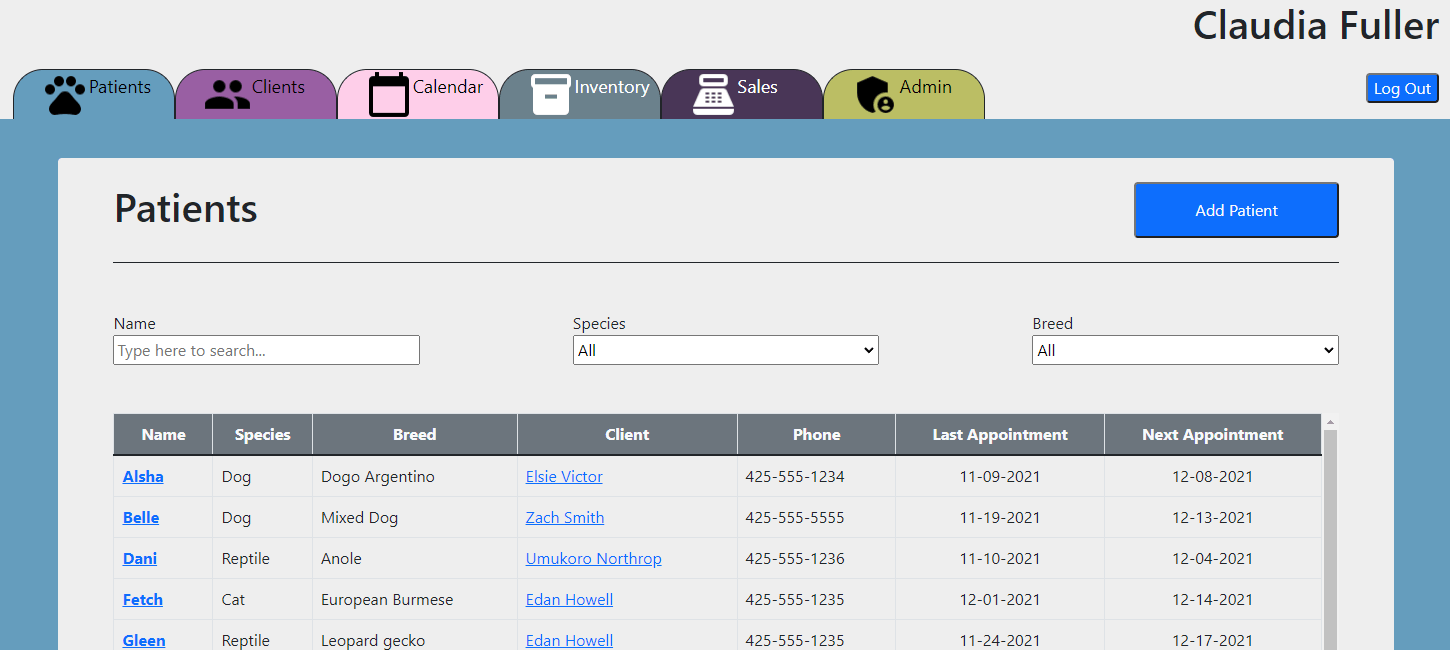 Claudia Fuller
Patients Clients Calendar Inventory Sales Admin Log Out
Patients Add Patient
Name Species Breed
Type here to search... All All
Name Species Breed Client Phone Last Appointment Next Appointment
Alsha Dog Dogo Argentino Elsie Victor 425-555-1234 11-09-2021 12-08-2021
Belle Dog Mixed Dog Zach Smith 425-555-5555 11-19-2021 12-13-2021
Dani Reptile Anole Umukoro Northrop 425-555-1236 11-10-2021 12-04-2021
Fetch Cat European Burmese Edan Howell 425-555-1235 12-01-2021 12-14-2021
Gleen Reptile Leopard gecko Edan Howell 425-555-1235 11-24-2021 12-17-2021